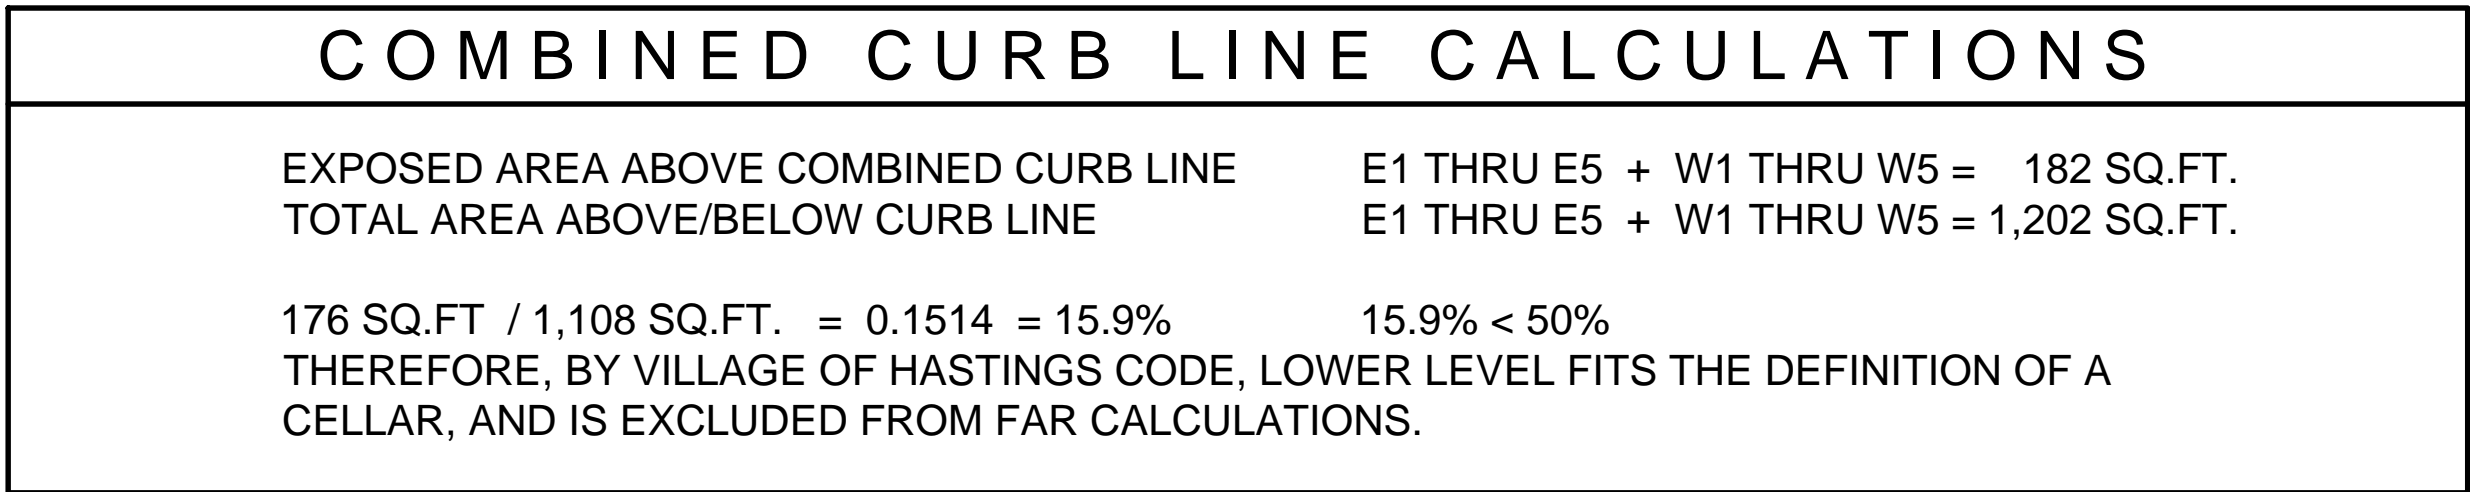 COMBINED CURB LINE CALCULATIONS
EXPOSED AREA ABOVE COMBINED CURB LINE E1 THRU E5 + W1 THRU W5 = 182 SQ.FT.
TOTAL AREA ABOVE/BELOW CURB LINE E1 THRU E5 + W1 THRU W5 = 1,202 SQ.FT.
176 SQ.FT / 1,108 SQ.FT. = 0.1514 = 15.9% 15.9% < 50%
THEREFORE, BY VILLAGE OF HASTINGS CODE, LOWER LEVEL FITS THE DEFINITION OF A
CELLAR, AND IS EXCLUDED FROM FAR CALCULATIONS.